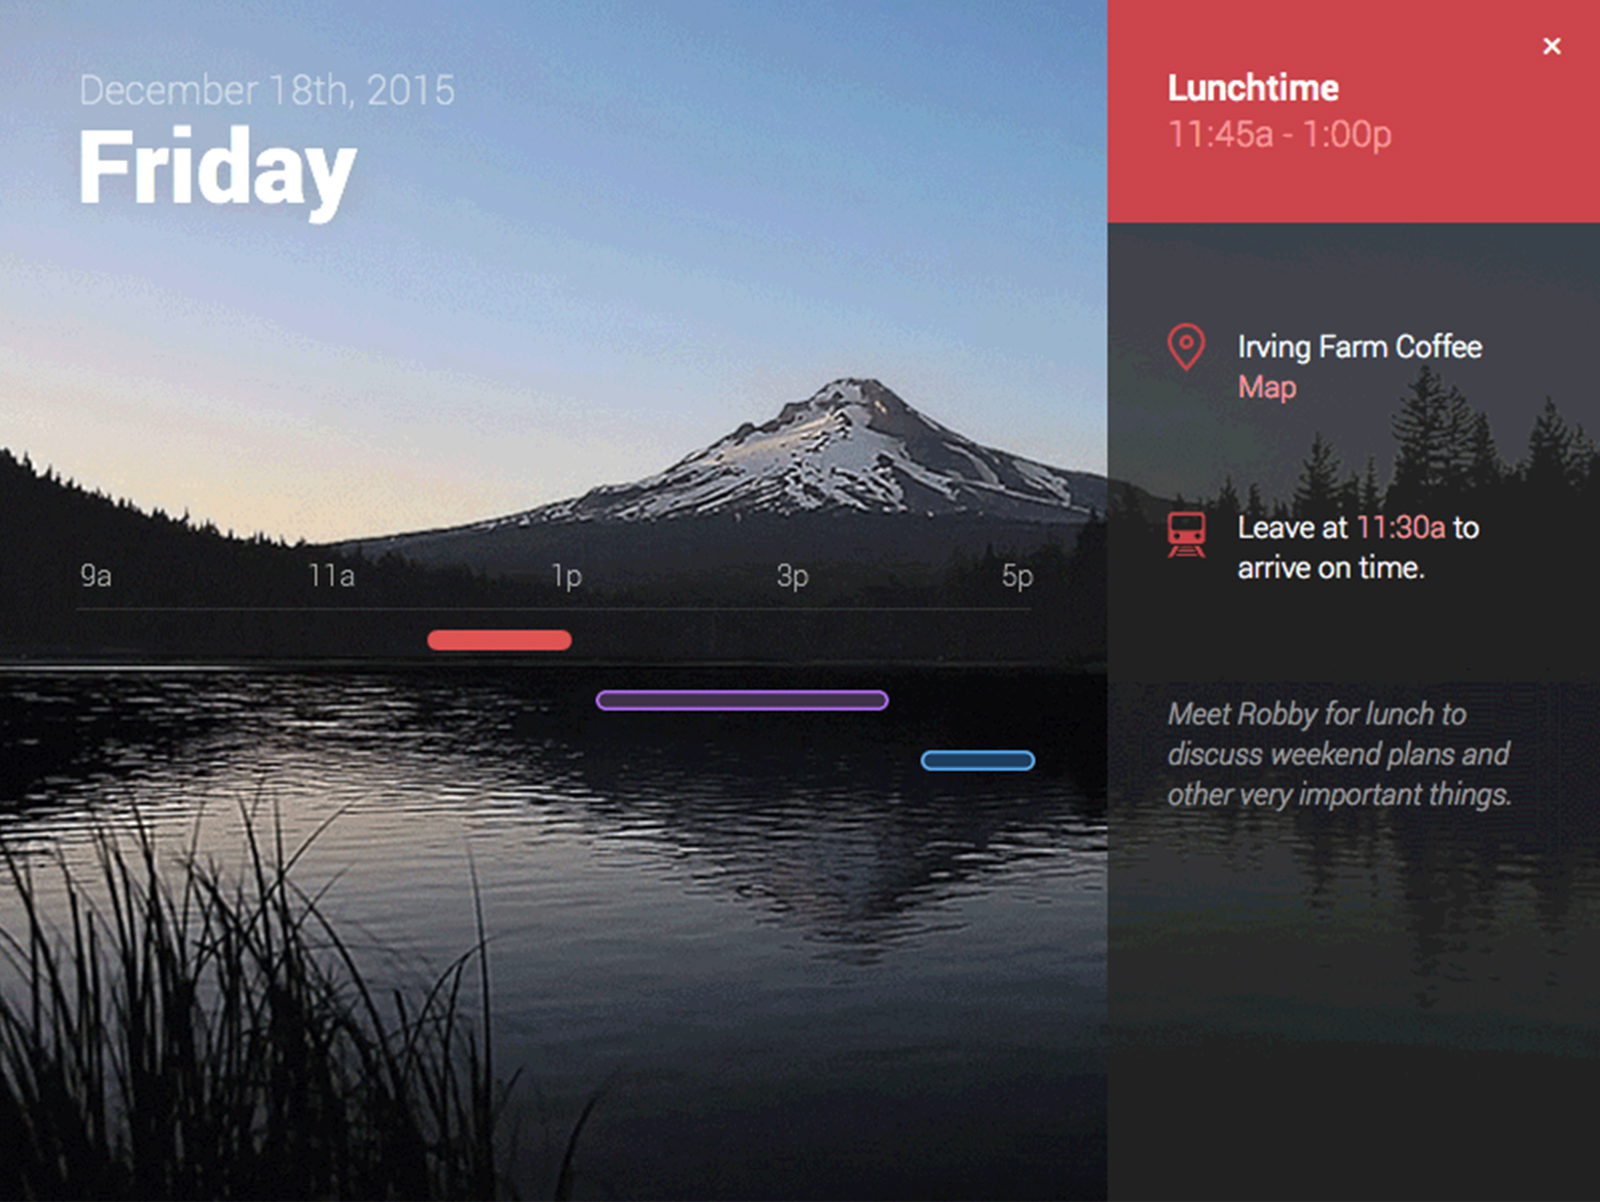 December 18th, 2015
Friday
9a 11a 1p 3p 5p
Lunchtime
11:45a - 1:00p
Irving Farm Coffee
Map
Leave at 11:30a to
arrive on time.
Meet Robby for lunch to
discuss weekend plans and
other very important things.